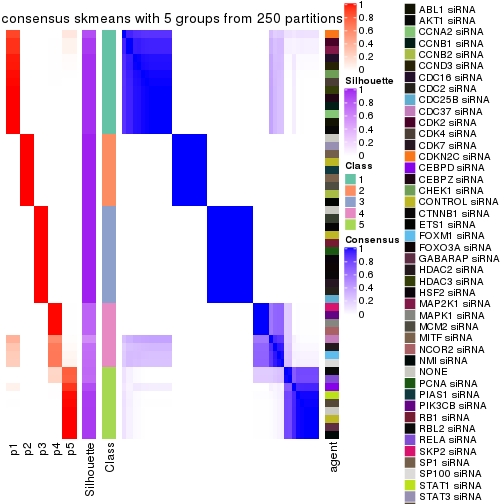 consensus skmeans with 5 groups from 250 partitions
1
0.8
0.6
0.4
0.2
0
Silhouette
1
0.8
0.6
0.4
0.2
0
Class
1
2
3
4
5
Consensus
1
0.8
0.6
0.4
0.2
0
p1
p2
p3
p4
p5
Silhouette
Class
agent
ABL1 siRNA
AKT1 siRNA
CCNA2 siRNA
CCNB1 siRNA
CCNB2 siRNA
CCND3 siRNA
CDC16 siRNA
CDC2 siRNA
CDC25B siRNA
CDC37 siRNA
CDK2 siRNA
CDK4 siRNA
CDK7 siRNA
CDKN2C siRNA
CEBPD siRNA
CEBPZ siRNA
CHEK1 siRNA
CONTROL siRNA
CTNNB1 siRNA
ETS1 siRNA
FOXM1 siRNA
FOXO3A siRNA
GABARAP siRNA
HDAC2 siRNA
HDAC3 siRNA
HSF2 siRNA
MAP2K1 siRNA
MAPK1 siRNA
MCM2 siRNA
MITF siRNA
NCOR2 siRNA
NMI siRNA
NONE
PCNA siRNA
PIAS1 siRNA
PIK3CB siRNA
RB1 siRNA
RBL2 siRNA
RELA siRNA
SKP2 siRNA
SP1 siRNA
SP100 siRNA
STAT1 siRNA
STAT3 siRNA